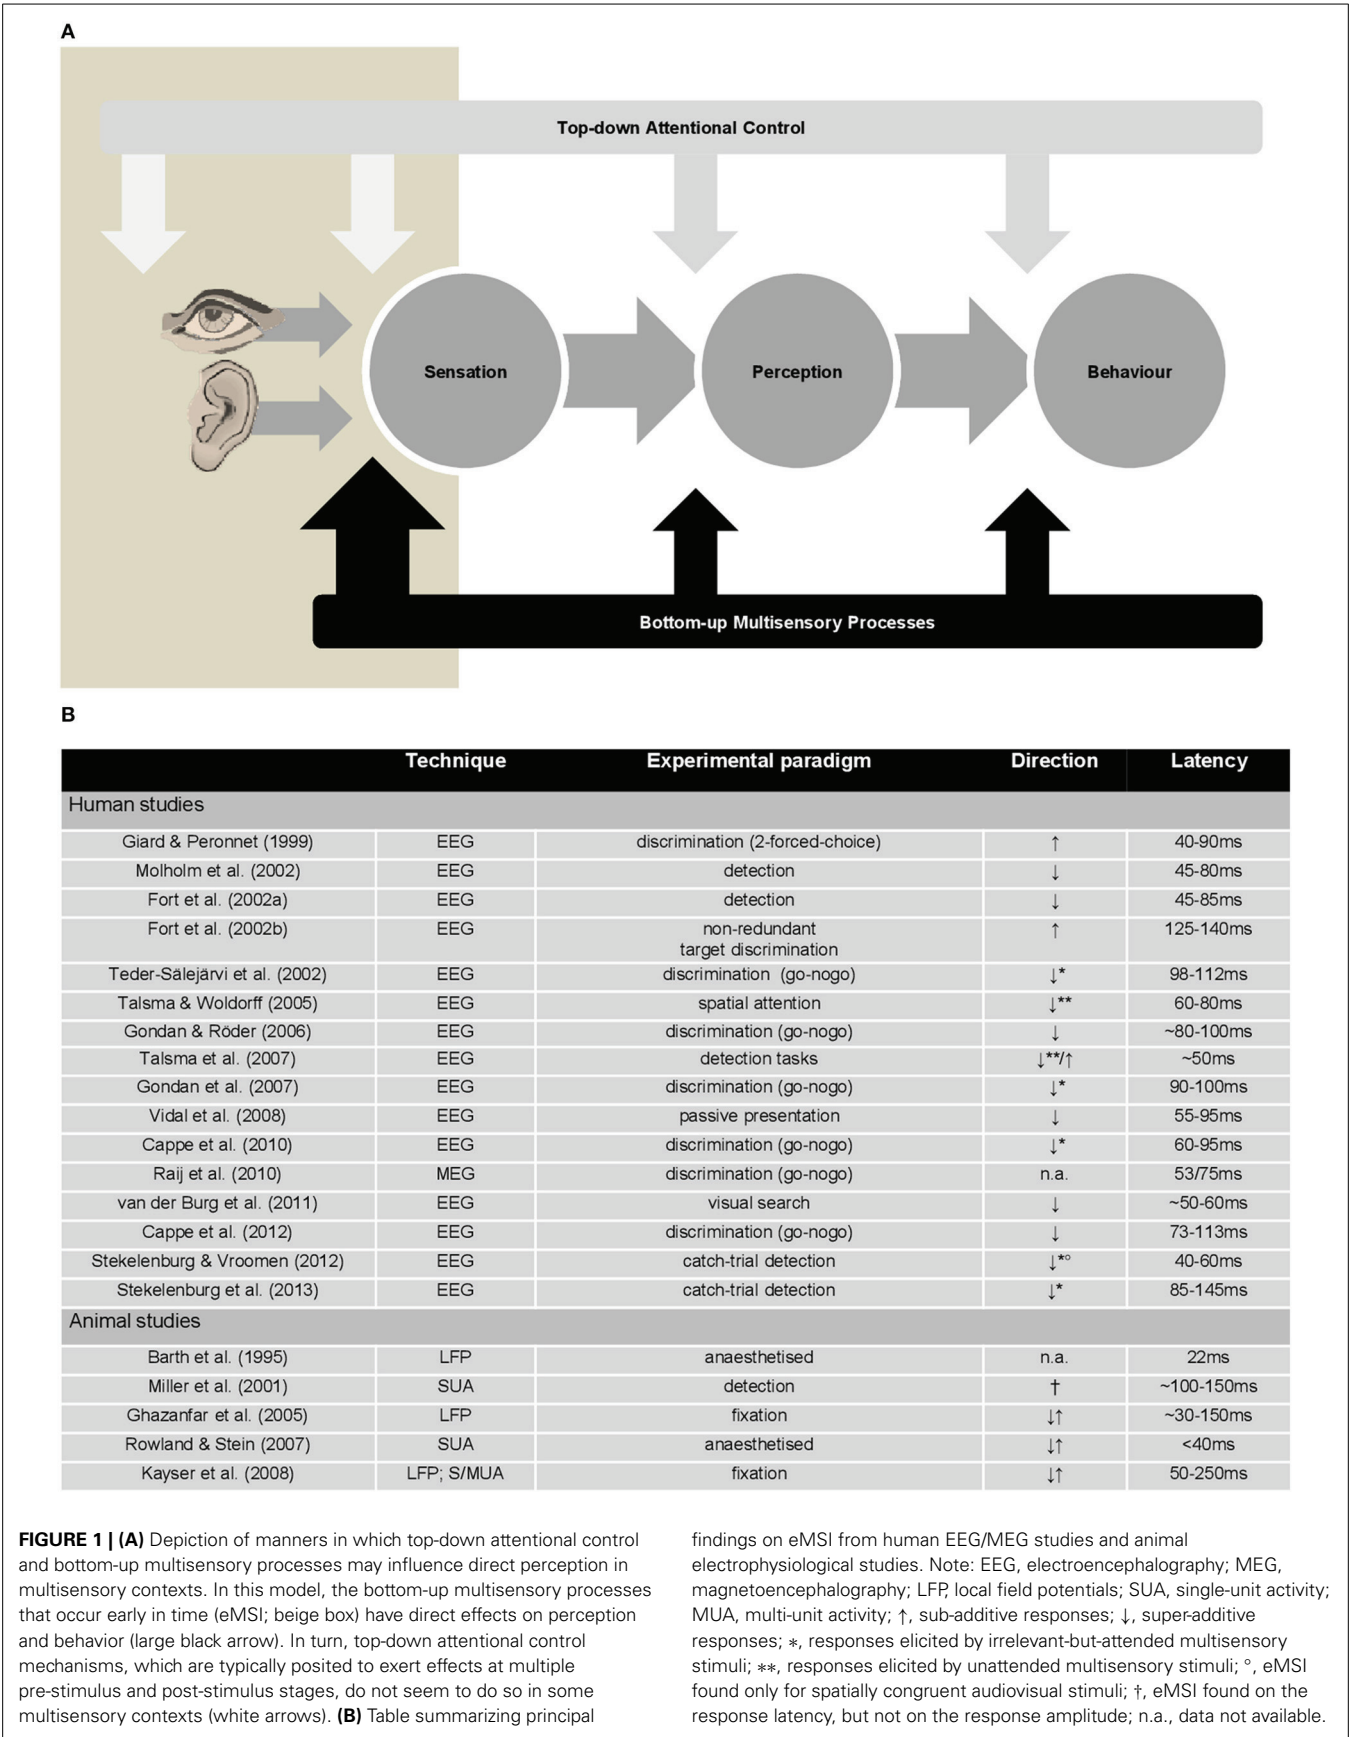 A
Top-down Attentional Control
Sensation
Perception
Behaviour
Bottom-up Multisensory Processes
B
Technique Experimental paradigm Direction Latency
Human studies
Giard & Peronnet (1999) EEG discrimination (2-forced-choice) ↑ 40-90ms
Molholm et al. (2002) EEG detection ↓ 45-80ms
Fort et al. (2002a) EEG detection ↓ 45-85ms
Fort et al. (2002b) EEG non-redundant ↑ 125-140ms
target discrimination
Teder-Sälejärvi et al. (2002) EEG discrimination (go-nogo) ↓* 98-112ms
Talsma & Woldorff (2005) EEG spatial attention ↓** 60-80ms
Gondan & Röder (2006) EEG discrimination (go-nogo) ↓ ~80-100ms
Talsma et al. (2007) EEG detection tasks ↓**/↑ ~50ms
Gondan et al. (2007) EEG discrimination (go-nogo) ↓* 90-100ms
Vidal et al. (2008) EEG passive presentation ↓ 55-95ms
Cappe et al. (2010) EEG discrimination (go-nogo) ↓* 60-95ms
Raij et al. (2010) MEG discrimination (go-nogo) n.a. 53/75ms
van der Burg et al. (2011) EEG visual search ↓ ~50-60ms
Cappe et al. (2012) EEG discrimination (go-nogo) ↓ 73-113ms
Stekelenburg & Vroomen (2012) EEG catch-trial detection ↓*° 40-60ms
Stekelenburg et al. (2013) EEG catch-trial detection ↓* 85-145ms
Animal studies
Barth et al. (1995) LFP anaesthetised n.a. 22ms
Miller et al. (2001) SUA detection † ~100-150ms
Ghazanfar et al. (2005) LFP fixation ↓↑ ~30-150ms
Rowland & Stein (2007) SUA anaesthetised ↓↑ <40ms
Kayser et al. (2008) LFP; S/MUA fixation ↓↑ 50-250ms
FIGURE 1 | (A) Depiction of manners in which top-down attentional control
and bottom-up multisensory processes may influence direct perception in
multisensory contexts. In this model, the bottom-up multisensory processes
that occur early in time (eMSI; beige box) have direct effects on perception
and behavior (large black arrow). In turn, top-down attentional control
mechanisms, which are typically posited to exert effects at multiple
pre-stimulus and post-stimulus stages, do not seem to do so in some
multisensory contexts (white arrows). (B) Table summarizing principal
findings on eMSI from human EEG/MEG studies and animal
electrophysiological studies. Note: EEG, electroencephalography; MEG,
magnetoencephalography; LFP, local field potentials; SUA, single-unit activity;
MUA, multi-unit activity; ↑, sub-additive responses; ↓, super-additive
responses; *, responses elicited by irrelevant-but-attended multisensory
stimuli; **, responses elicited by unattended multisensory stimuli; °, eMSI
found only for spatially congruent audiovisual stimuli; †, eMSI found on the
response latency, but not on the response amplitude; n.a., data not available.